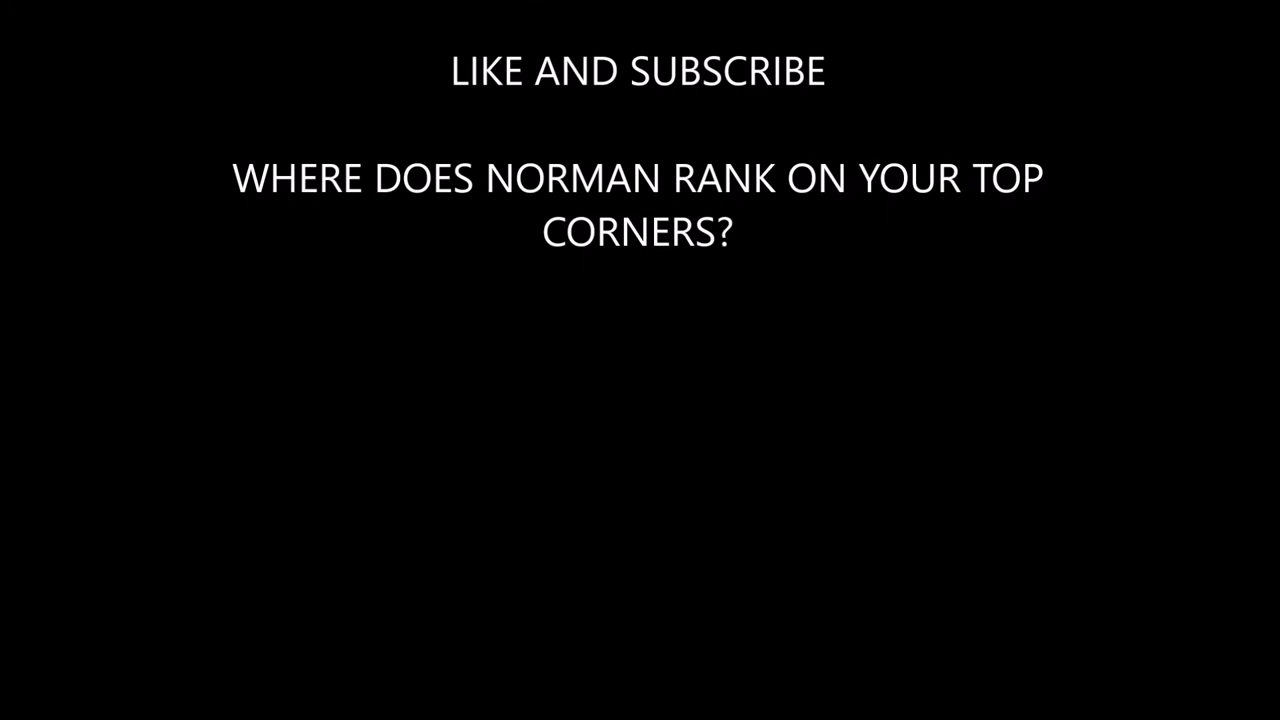 LIKE AND SUBSCRIBE
WHERE DOES NORMAN RANK ON YOUR TOP
CORNERS?